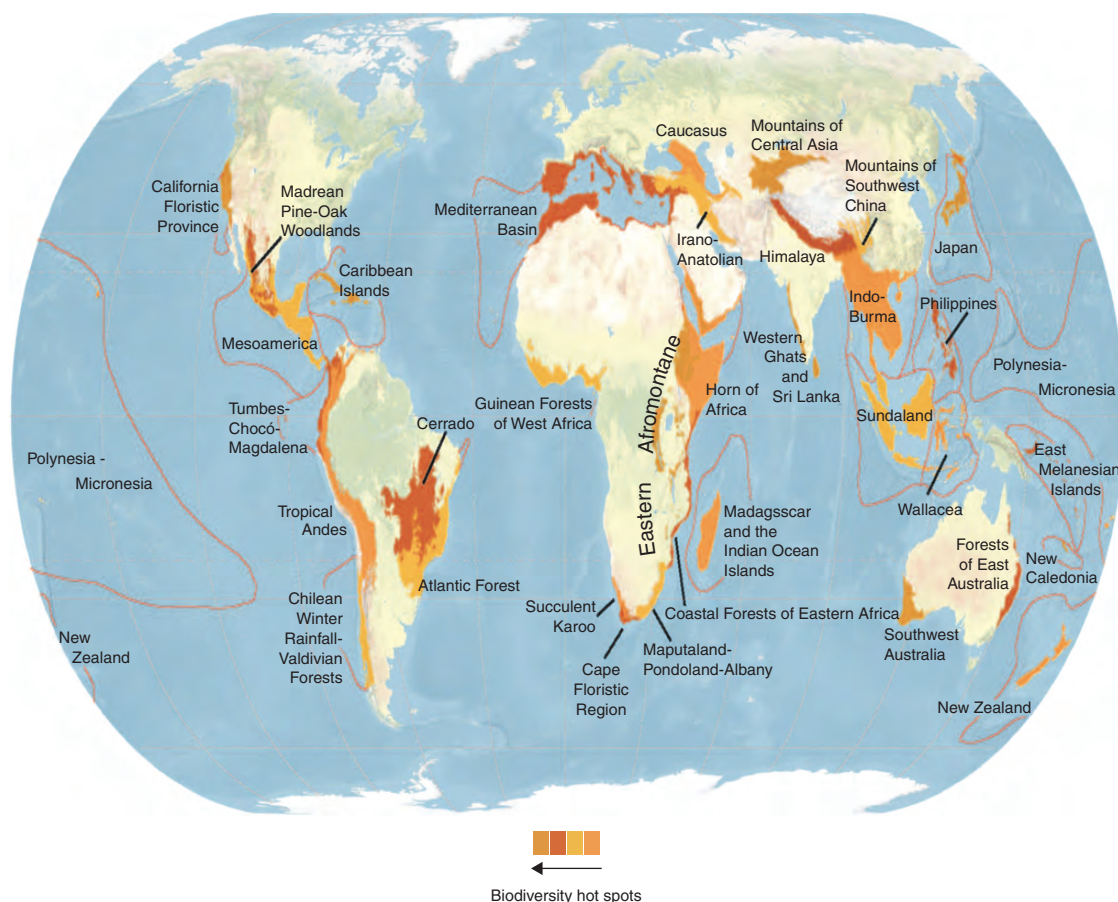 Caucasus
Mountains of
Central Asia
Mountains of
Southwest
China
California
Floristic
Province
Madrean
Pine-Oak
Woodlands
Mediterranean
Basin
Irano-
Anatolian
Himalaya
Japan
Caribbean
Islands
Indo-
Burma
Philippines
Mesoamerica
Western
Ghats
and
Sri Lanka
Polynesia-
Micronesia
Horn of
Africa
Eastern Afromontane
Guinean Forests
of West Africa
Sundaland
Tumbes-
Chocó-
Magdalena
Cerrado
Polynesia -
Micronesia
East
Melanesian
Islands
Wallacea
Tropical
Andes
Madagsscar
and the
Indian Ocean
Islands
Forests
of East
Australia
New
Caledonia
Atlantic Forest
Chilean
Winter
Rainfall-
Valdivian
Forests
Succulent
Karoo
Coastal Forests of Eastern Africa
Southwest
Australia
New
Zealand
Maputaland-
Pondoland-Albany
Cape
Floristic
Region
New Zealand
Biodiversity hot spots